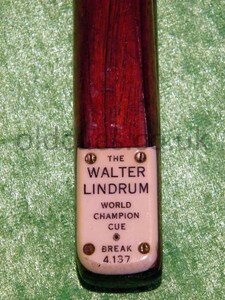 THE
WALTER
LINDRUM
WORLD
CHAMPION
CUE
BREAK
4.137